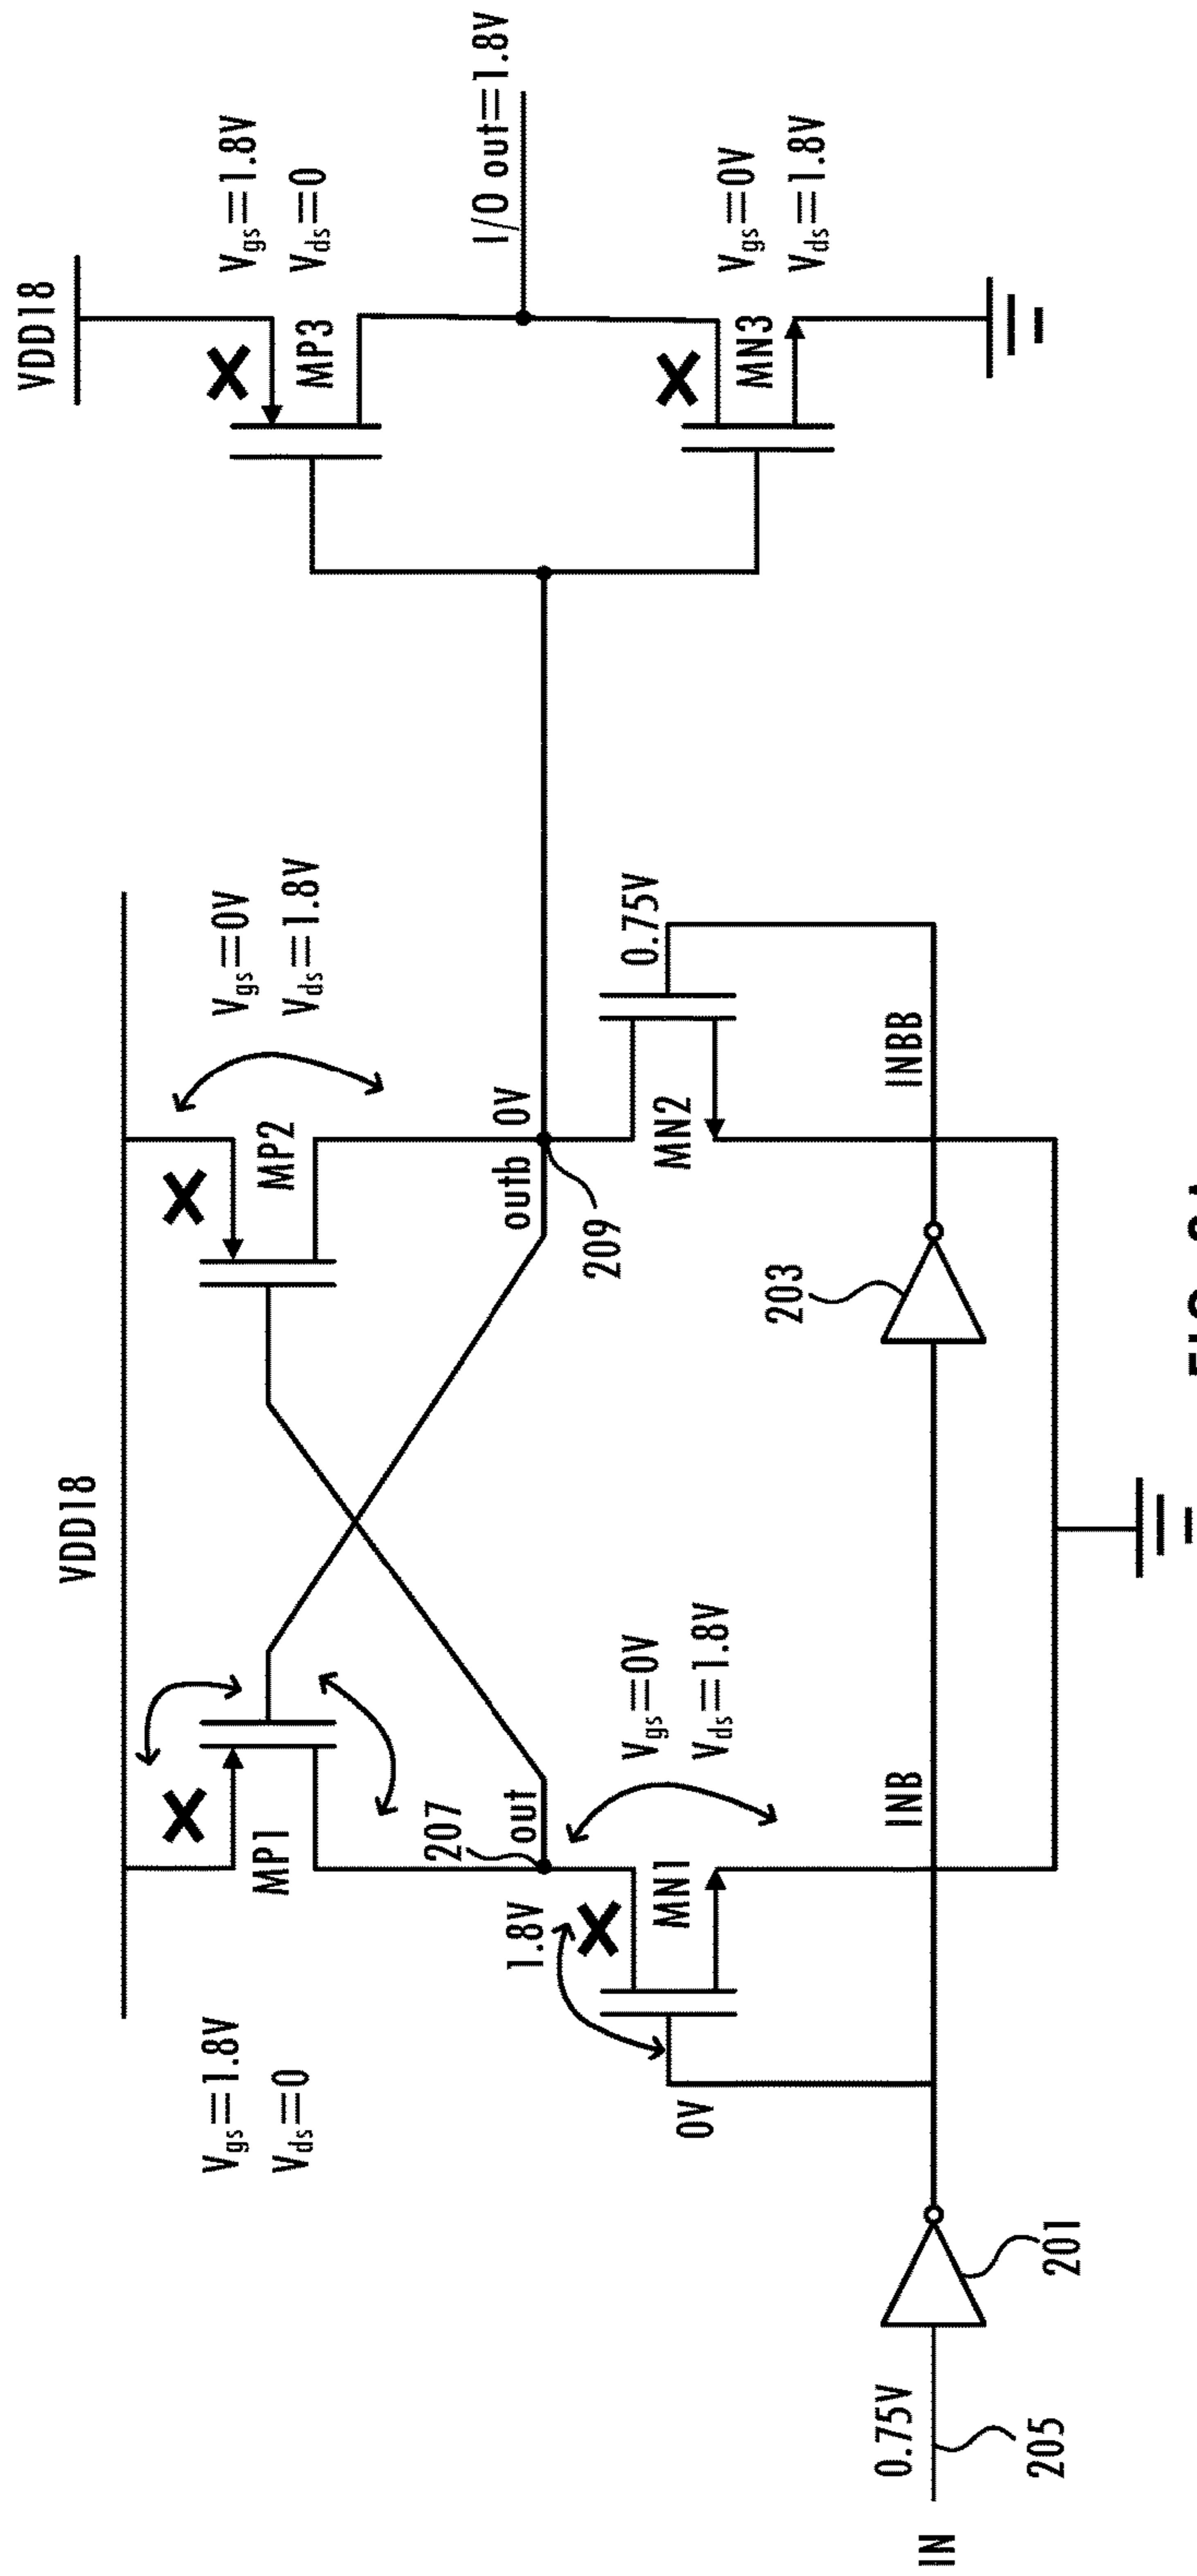 VDD18
VDD18
Vgs=1.8V
Vds=0
MP1
MP2
Vgs=0V
Vds=1.8V
MP3
Vgs=1.8V
Vds=0
1.8V
207
out
outb
0V
209
I/O out=1.8V
0V
MN1
Vgs=0V
Vds=1.8V
MN2
0.75V
MN3
Vgs=0V
Vds=1.8V
IN
0.75V
205
201
INB
203
INBB